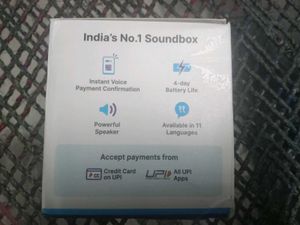 India's No.1 Soundbox
Instant Voice
Payment Confirmation
4-day
Battery Life
Powerful
Speaker
Available in 11
Languages
Accept payments from
Credit Card
on UPI
UPI
All UPI
Apps